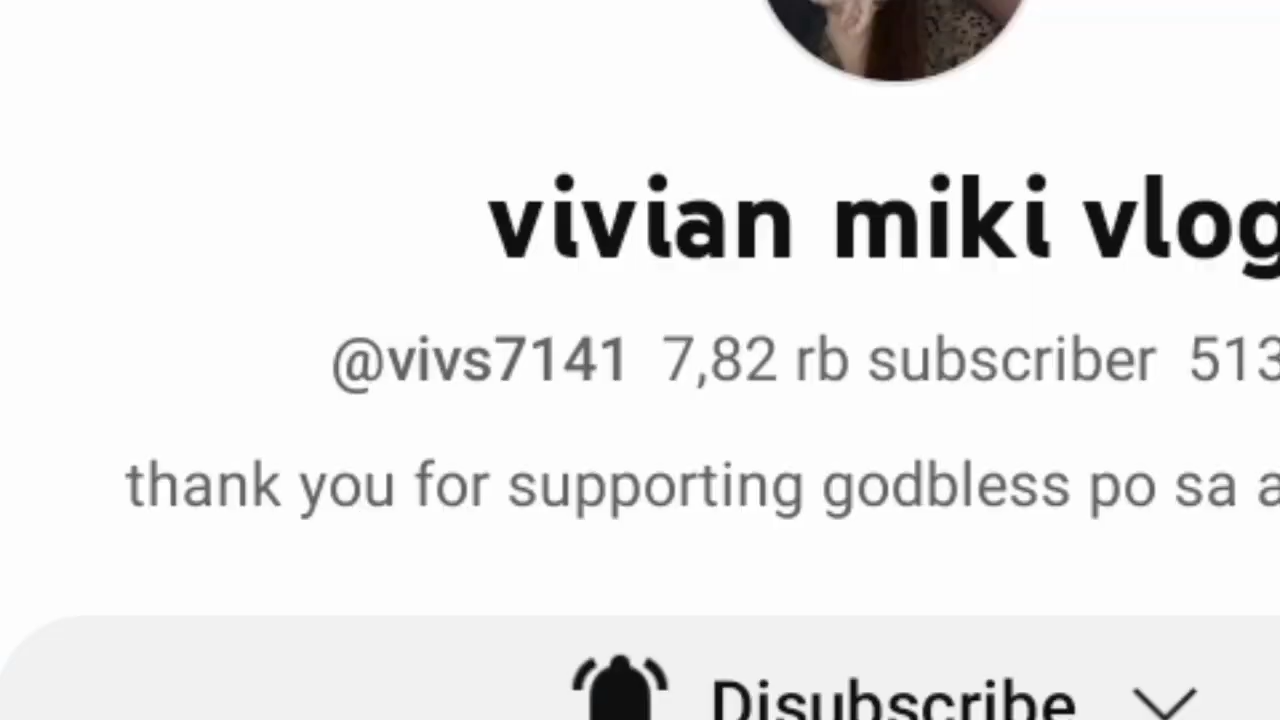 vivian miki vlog
@vivs7141 7,82 rb subscriber 513
thank you for supporting godbless po sa a
Disubscribe